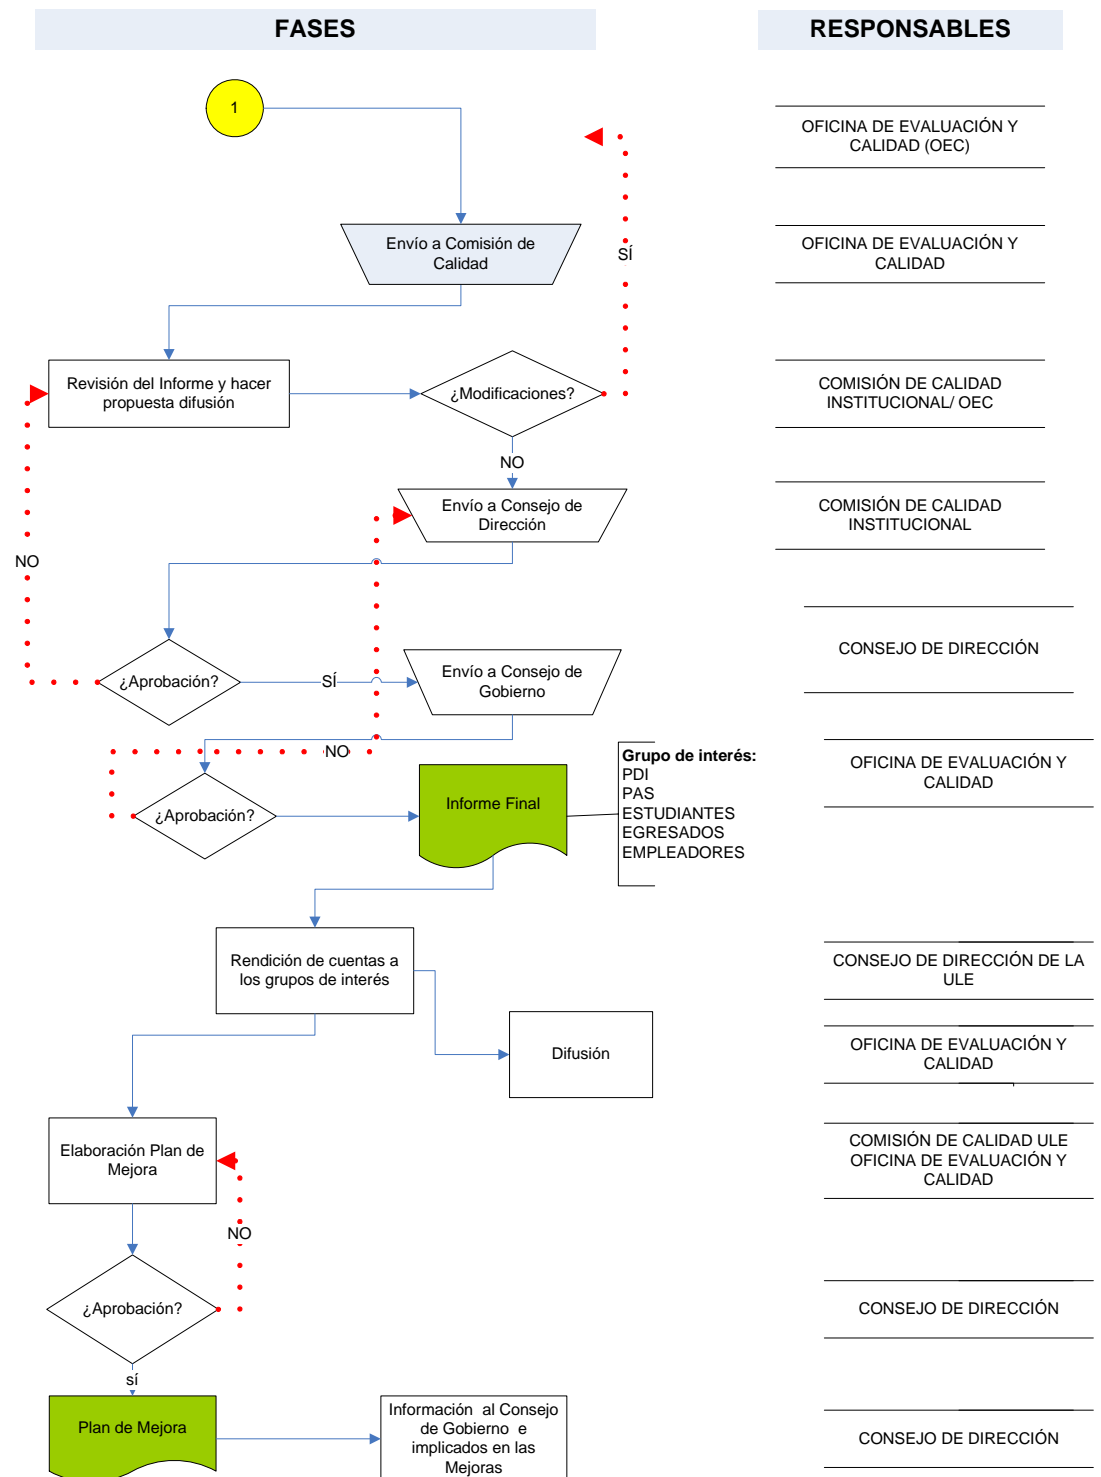 FASES
RESPONSABLES
1
OFICINA DE EVALUACIÓN Y
CALIDAD (OEC)
Envío a Comisión de
Calidad
SÍ
OFICINA DE EVALUACIÓN Y
CALIDAD
Revisión del Informe y hacer
propuesta difusión
¿Modificaciones?
COMISIÓN DE CALIDAD
INSTITUCIONAL/ OEC
NO
Envío a Consejo de
Dirección
COMISIÓN DE CALIDAD
INSTITUCIONAL
NO
¿Aprobación?
SÍ
Envío a Consejo de
Gobierno
CONSEJO DE DIRECCIÓN
NO
¿Aprobación?
Informe Final
Grupo de interés:
PDI
PAS
ESTUDIANTES
EGRESADOS
EMPLEADORES
OFICINA DE EVALUACIÓN Y
CALIDAD
Rendición de cuentas a
los grupos de interés
CONSEJO DE DIRECCIÓN DE LA
ULE
Difusión
OFICINA DE EVALUACIÓN Y
CALIDAD
Elaboración Plan de
Mejora
COMISIÓN DE CALIDAD ULE
OFICINA DE EVALUACIÓN Y
CALIDAD
NO
¿Aprobación?
CONSEJO DE DIRECCIÓN
sí
Plan de Mejora
Información al Consejo
de Gobierno e
implicados en las
Mejoras
CONSEJO DE DIRECCIÓN